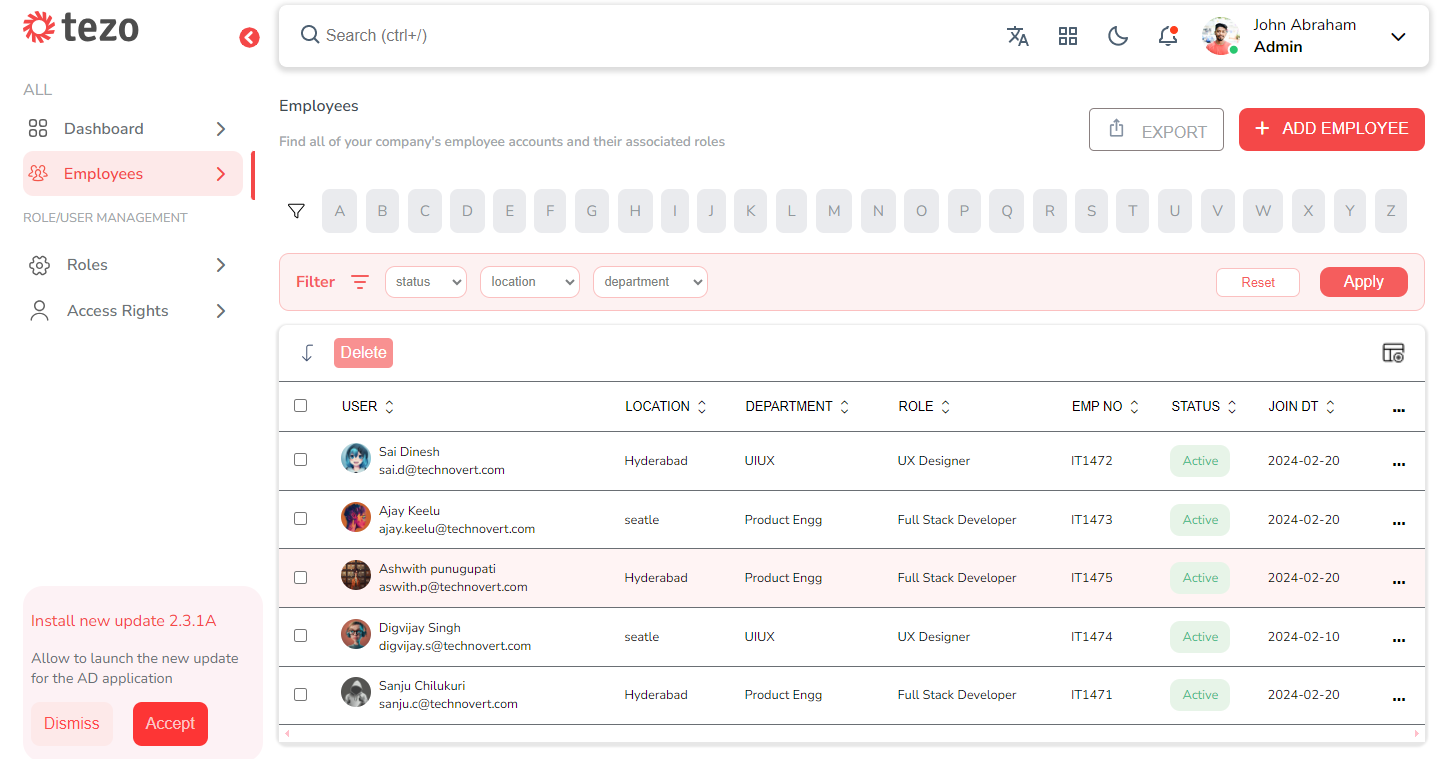 tezo
Search (ctrl+/)
John Abraham
Admin
ALL
Dashboard
Employees
ROLE/USER MANAGEMENT
Roles
Access Rights
Install new update 2.3.1A
Allow to launch the new update
for the AD application
Dismiss Accept
Employees
Find all of your company's employee accounts and their associated roles
EXPORT + ADD EMPLOYEE
A B C D E F G H I J K L M N O P Q R S T U V W X Y Z
Filter status location department Reset Apply
Delete
USER LOCATION DEPARTMENT ROLE EMP NO STATUS JOIN DT ...
Sai Dinesh
sai.d@technovert.com
Hyderabad UIUX UX Designer IT1472 Active 2024-02-20 ...
Ajay Keelu
ajay.keelu@technovert.com
seatle Product Engg Full Stack Developer IT1473 Active 2024-02-20 ...
Ashwith punugupati
aswith.p@technovert.com
Hyderabad Product Engg Full Stack Developer IT1475 Active 2024-02-20 ...
Digvijay Singh
digvijay.s@technovert.com
seatle UIUX UX Designer IT1474 Active 2024-02-10 ...
Sanju Chilukuri
sanju.c@technovert.com
Hyderabad Product Engg Full Stack Developer IT1471 Active 2024-02-20 ...